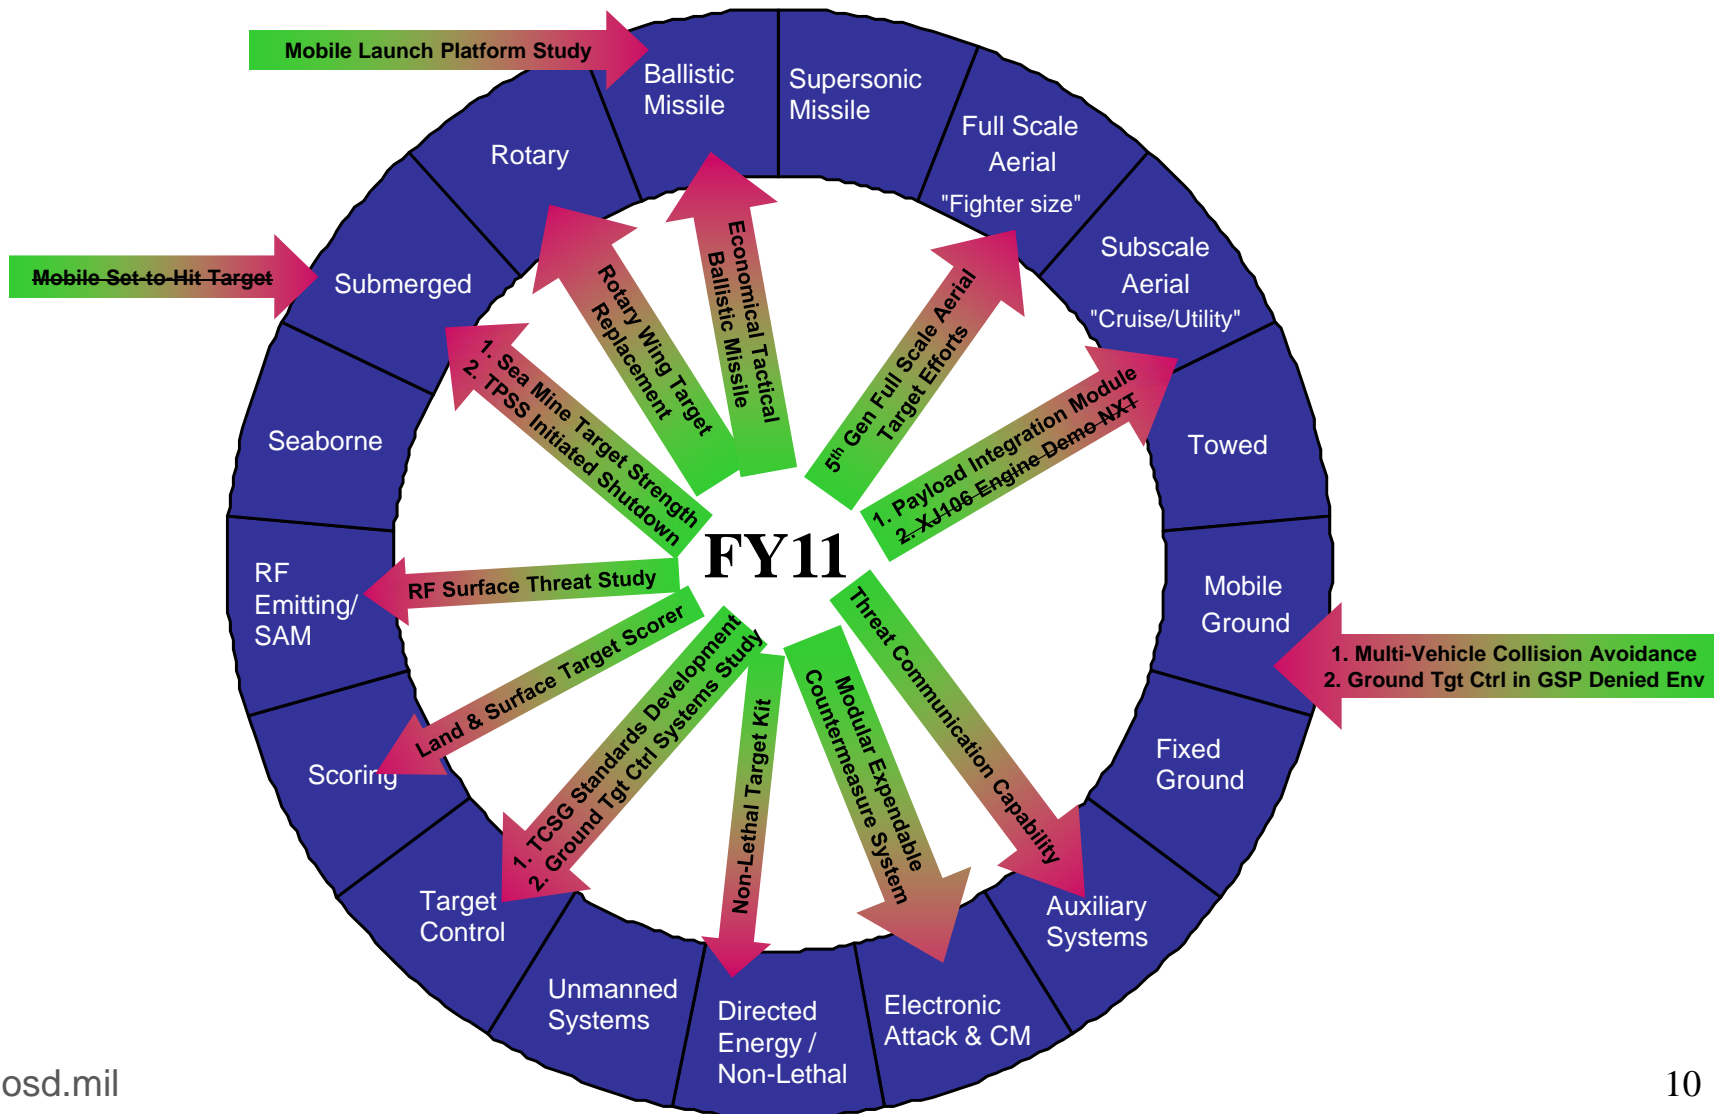 Mobile Launch Platform Study
Ballistic
Missile
Supersonic
Missile
Full Scale
Aerial
"Fighter size"
Subscale
Aerial
"Cruise/Utility"
Towed
Mobile
Ground
Fixed
Ground
Auxiliary
Systems
Electronic
Attack & CM
Directed
Energy /
Non-Lethal
Unmanned
Systems
Target
Control
Scoring
RF
Emitting/
SAM
Seaborne
Submerged
Rotary
Mobile Set-to-Hit Target
1. Sea Mine Target Strength
2. TPSS Initiated Shutdown
Rotary Wing Target
Replacement
Economical Tactical
Ballistic Missile
5th Gen Full Scale Aerial
Target Efforts
1. Payload Integration Module
2. XJ106 Engine Demo NXT
FY11
1. Multi-Vehicle Collision Avoidance
2. Ground Tgt Ctrl in GSP Denied Env
Threat Communication Capability
Modular Expendable
Countermeasure System
Non-Lethal Target Kit
1. TCSG Standards Development
2. Ground Tgt Ctrl Systems Study
Land & Surface Target Scorer
RF Surface Threat Study
osd.mil
10